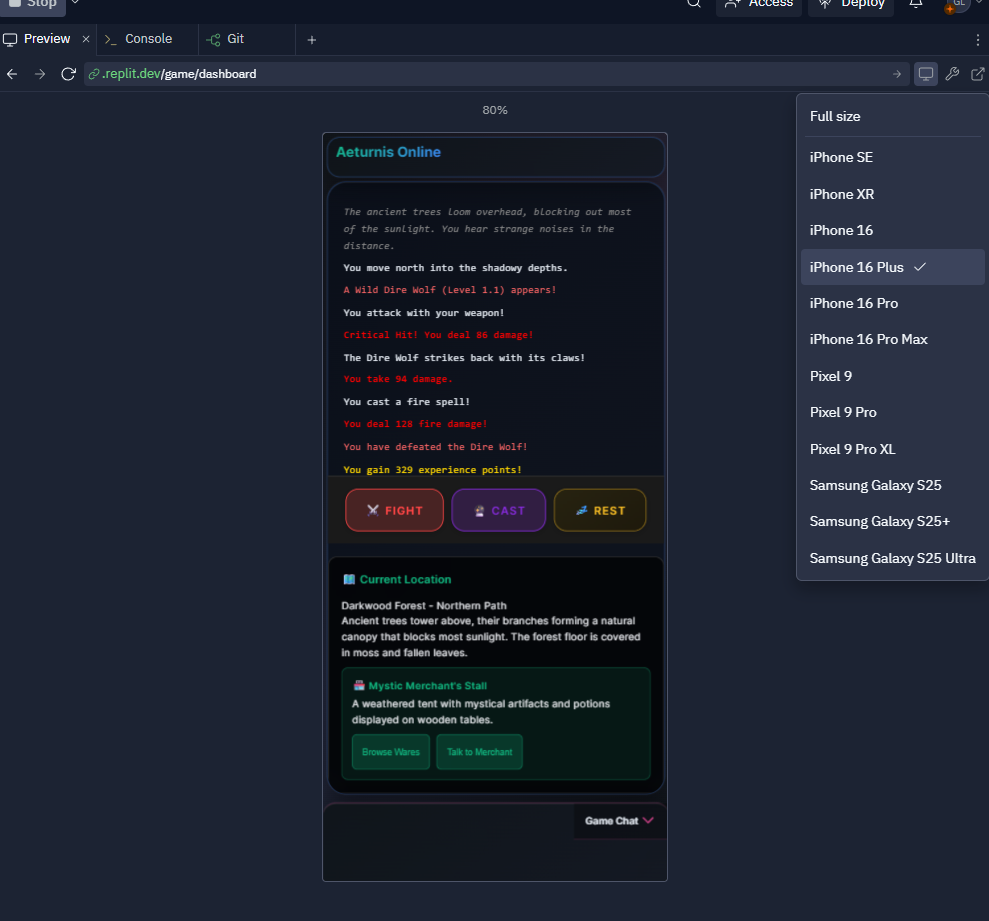 Stop
Access
Deploy
GL
Preview
Console
Git
.replit.dev/game/dashboard
80%
Full size
iPhone SE
iPhone XR
iPhone 16
iPhone 16 Plus
iPhone 16 Pro
iPhone 16 Pro Max
Pixel 9
Pixel 9 Pro
Pixel 9 Pro XL
Samsung Galaxy S25
Samsung Galaxy S25+
Samsung Galaxy S25 Ultra
Aeturnis Online
The ancient trees loom overhead, blocking out most
of the sunlight. You hear strange noises in the
distance.
You move north into the shadowy depths.
A Wild Dire Wolf (Level 1.1) appears!
You attack with your weapon!
Critical Hit! You deal 86 damage!
The Dire Wolf strikes back with its claws!
You take 94 damage.
You cast a fire spell!
You deal 128 fire damage!
You have defeated the Dire Wolf!
You gain 329 experience points!
FIGHT
CAST
REST
Current Location
Darkwood Forest - Northern Path
Ancient trees tower above, their branches forming a natural
canopy that blocks most sunlight. The forest floor is covered
in moss and fallen leaves.
Mystic Merchant's Stall
A weathered tent with mystical artifacts and potions
displayed on wooden tables.
Browse Wares
Talk to Merchant
Game Chat